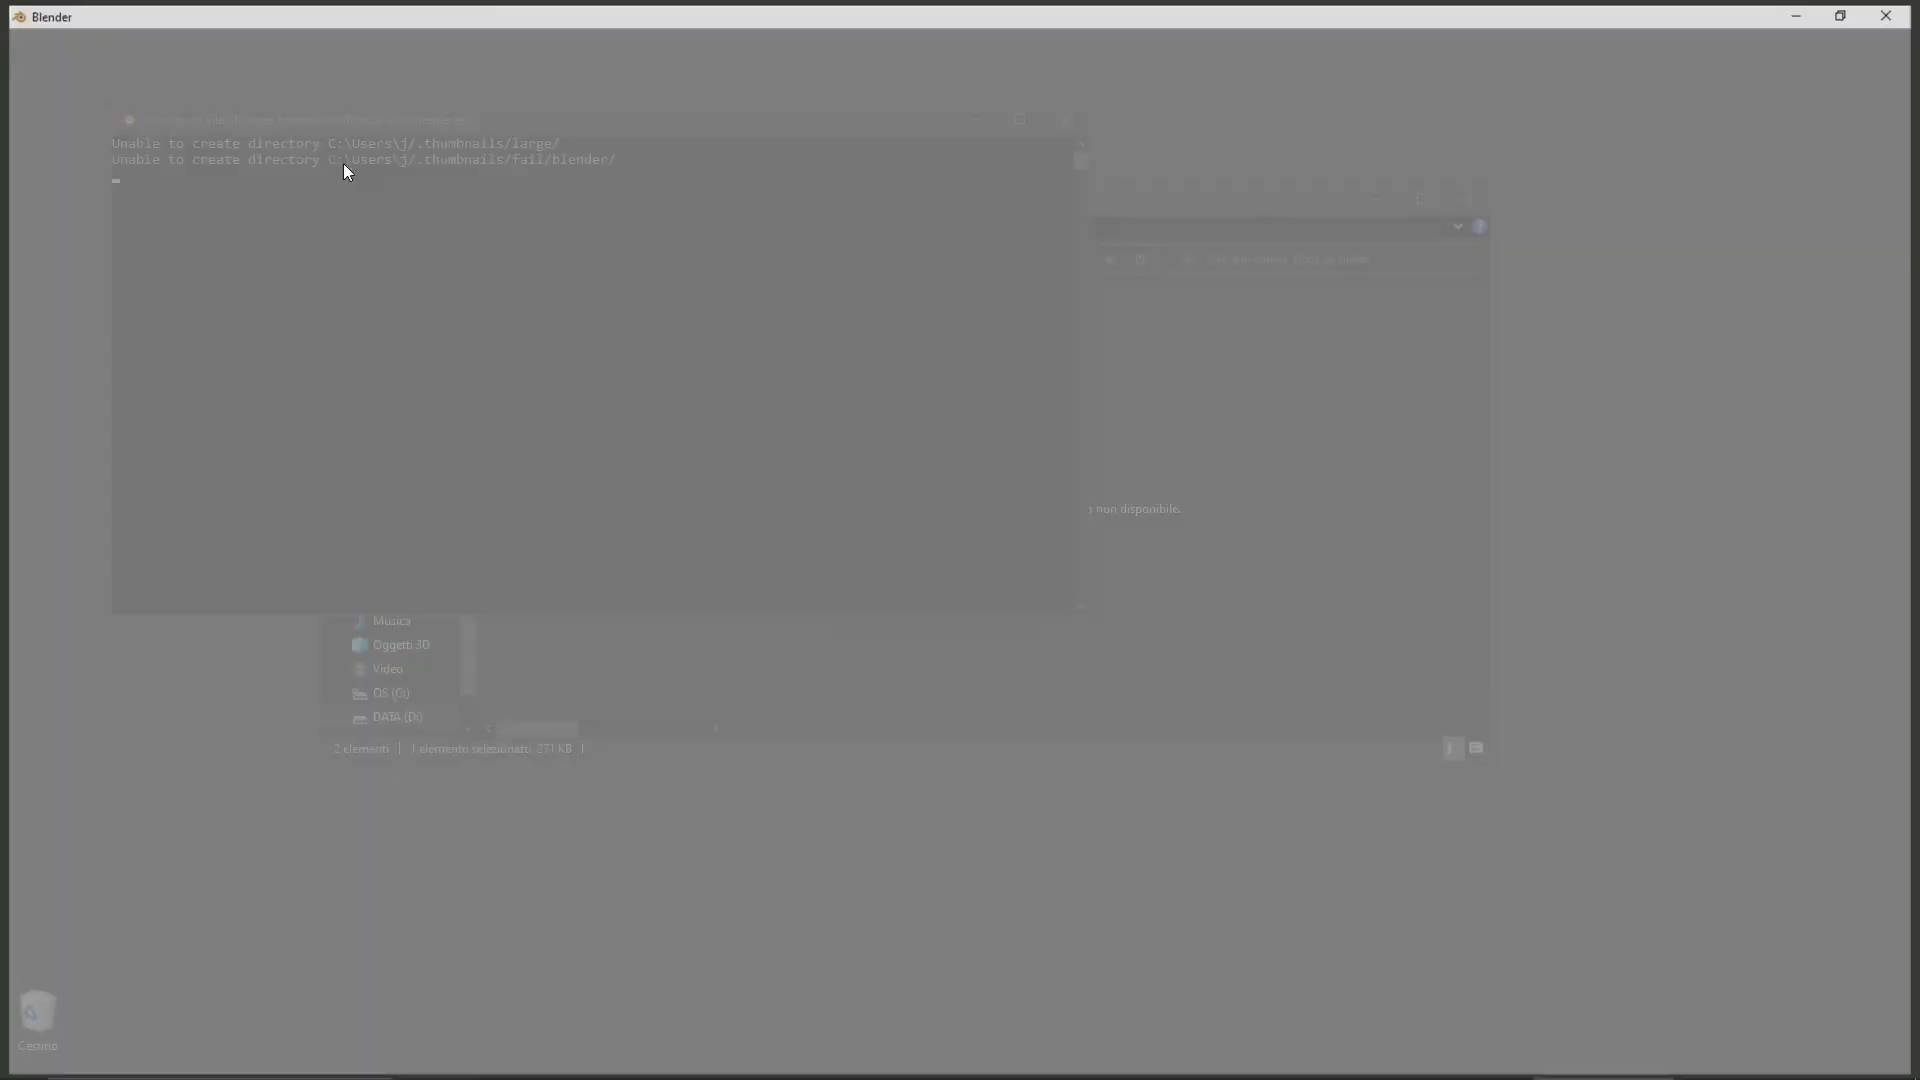 Blender
Unable to create directory C:\Users\j/.thumbnails/large/
Unable to create directory C:\Users\j/.thumbnails/fail/blender/
non disponibile.
Musica
Oggetti 3D
Video
OS (C:)
DATA (D:)
2 elementi
1 elemento selezionato 271 KB
Cestino